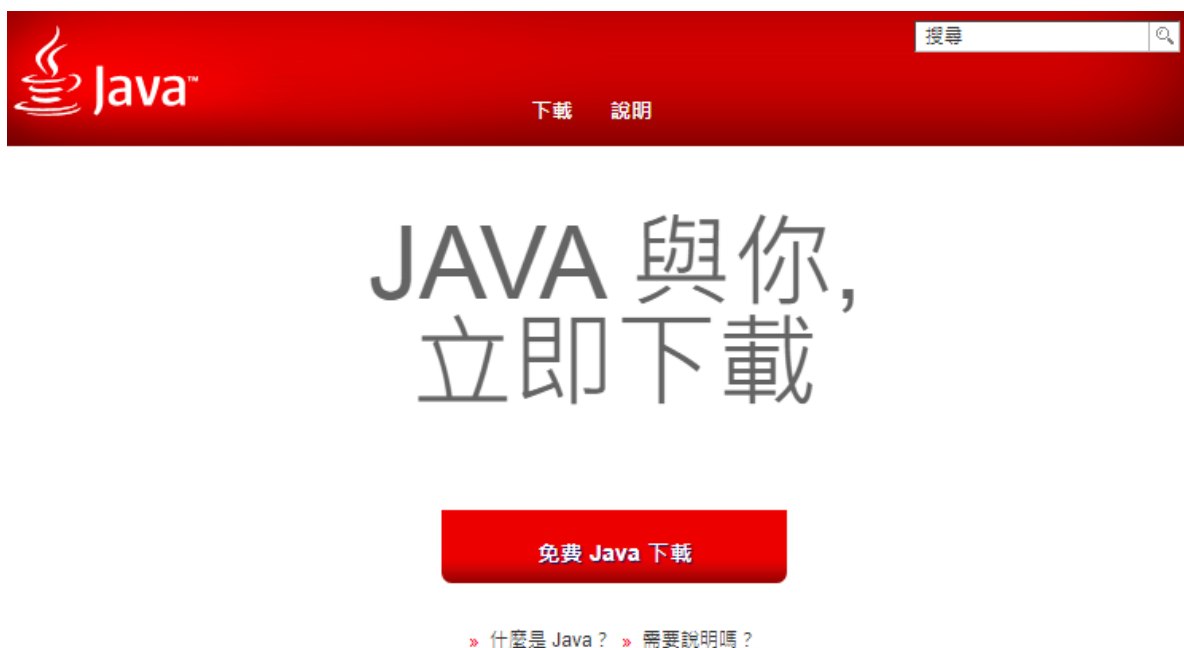 搜尋
Java™
下載 說明
JAVA 與你,
立即下載
免費 Java 下載
» 什麼是 Java？ » 需要說明嗎？